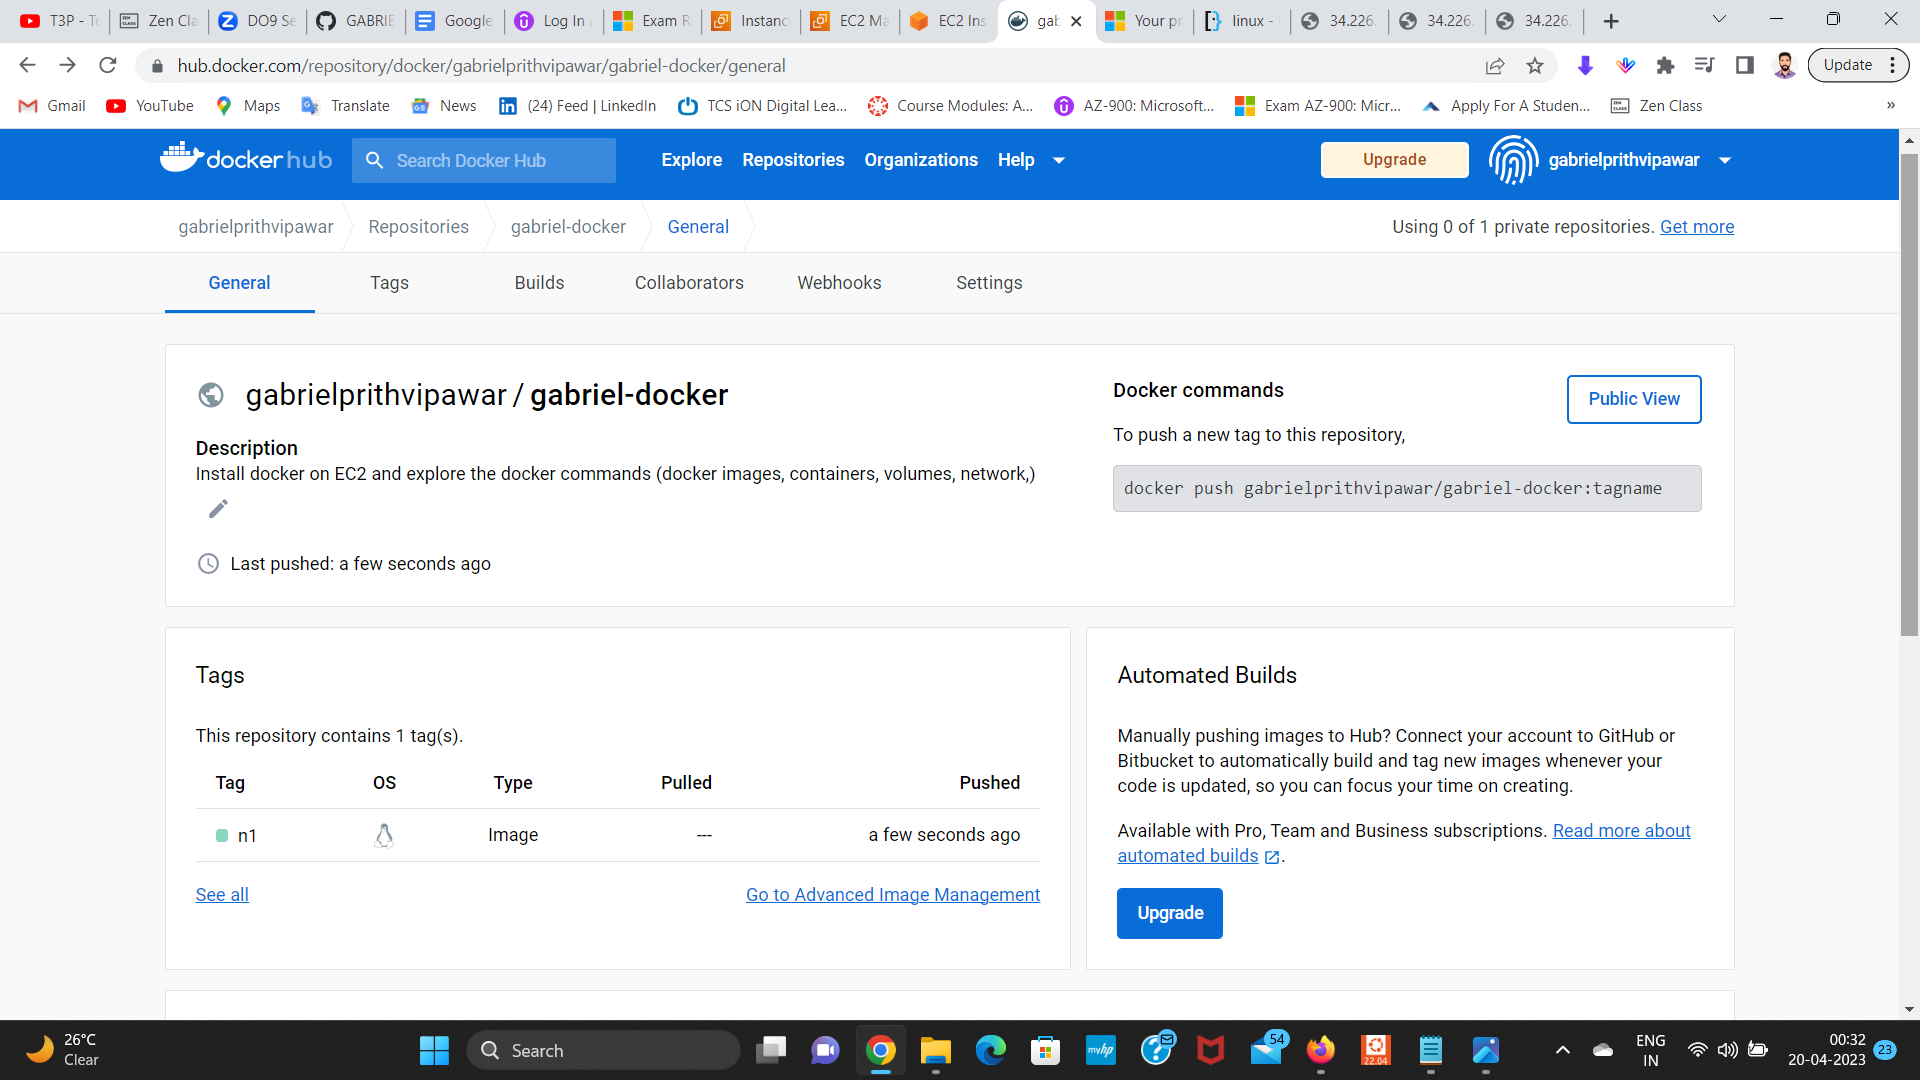 T3P - Te
Zen Cla
DO9 Se
GABRIE
Google
Log In
Exam R
Instanc
EC2 Ma
EC2 Ins
gab
Your pr
linux -
34.226.
34.226.
34.226.
hub.docker.com/repository/docker/gabrielprithvipawar/gabriel-docker/general
Update
Gmail
YouTube
Maps
Translate
News
(24) Feed | LinkedIn
TCS iON Digital Lea...
Course Modules: A...
AZ-900: Microsoft...
Exam AZ-900: Micr...
Apply For A Studen...
Zen Class
»
dockerhub
Search Docker Hub
Explore
Repositories
Organizations
Help
Upgrade
gabrielprithvipawar
gabrielprithvipawar
Repositories
gabriel-docker
General
Using 0 of 1 private repositories. Get more
General
Tags
Builds
Collaborators
Webhooks
Settings
gabrielprithvipawar / gabriel-docker
Description
Install docker on EC2 and explore the docker commands (docker images, containers, volumes, network,)
Last pushed: a few seconds ago
Docker commands
Public View
To push a new tag to this repository,
docker push gabrielprithvipawar/gabriel-docker:tagname
Tags
This repository contains 1 tag(s).
Tag OS Type Pulled Pushed
n1 Image --- a few seconds ago
See all
Go to Advanced Image Management
Automated Builds
Manually pushing images to Hub? Connect your account to GitHub or
Bitbucket to automatically build and tag new images whenever your
code is updated, so you can focus your time on creating.
Available with Pro, Team and Business subscriptions. Read more about
automated builds .
Upgrade
26°C
Clear
Search
myhp
54
22.04
ENG
IN
00:32
20-04-2023
23